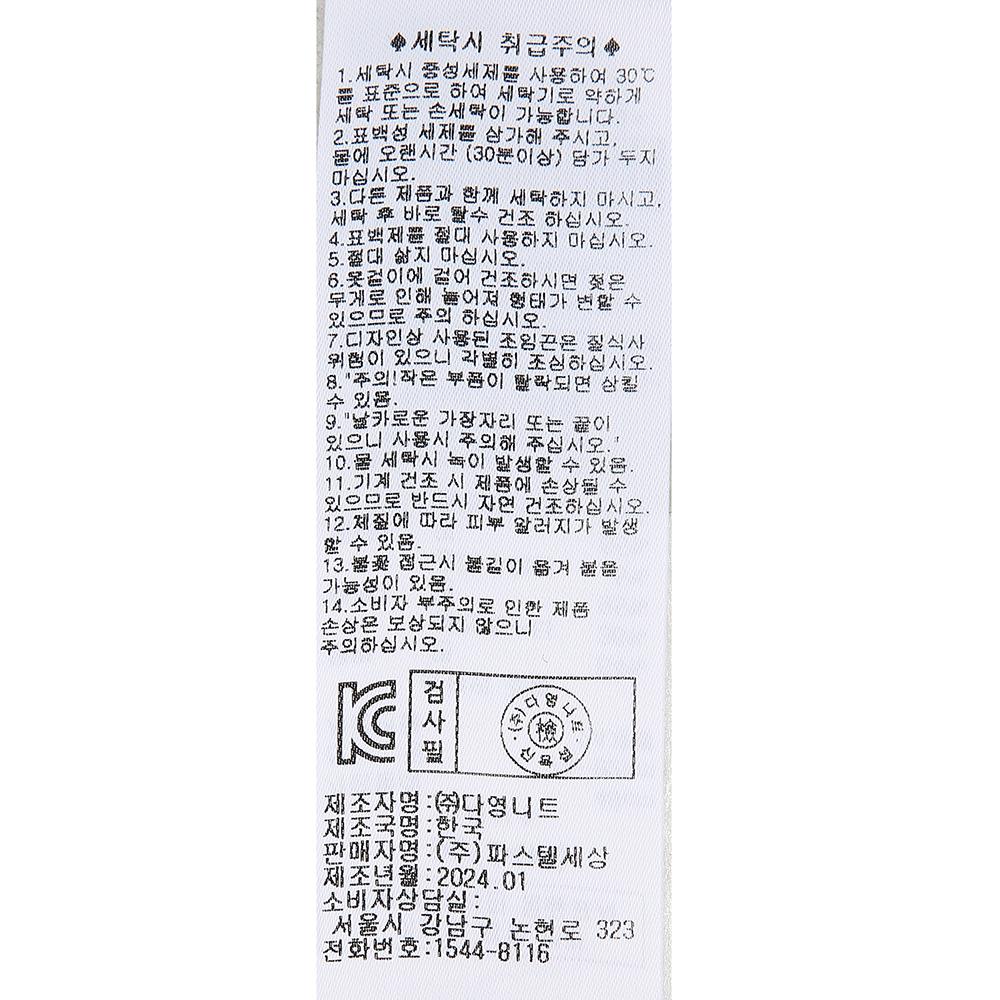 ♠세탁시 취급주의♠
1.세탁시 중성세제를 사용하여 30℃
를 표준으로 하여 세탁기로 약하게
세탁 또는 손세탁이 가능합니다.
2.표백성 세제를 삼가해 주시고,
물에 오랜시간 (30분이상) 담가 두지
마십시오.
3.다른 제품과 함께 세탁하지 마시고,
세탁 후 바로 탈수 건조 하십시오.
4.표백제를 절대 사용하지 마십시오.
5.절대 삶지 마십시오.
6.옷걸이에 걸어 건조하시면 젖은
무게로 인해 늘어져 형태가 변할 수
있으므로 주의 하십시오.
7.디자인상 사용된 조임끈은 질식사
위험이 있으니 각별히 조심하십시오.
8."주의!작은 부품이 탈락되면 삼킬
수 있음.
9."날카로운 가장자리 또는 끝이
있으니 사용시 주의해 주십시오."
10.물 세탁시 녹이 발생할 수 있음.
11.기계 건조 시 제품에 손상될 수
있으므로 반드시 자연 건조하십시오.
12.체질에 따라 피부 알러지가 발생
할 수 있음.
13.불꽃 접근시 불길이 옮겨 붙을
가능성이 있음.
14.소비자 부주의로 인한 제품
손상은 보상되지 않으니
주의하십시오.
KC
검사필
(주)다영니트
檢
제조자명:㈜다영니트
제조국명:한국
판매자명:(주)파스텔세상
제조년월:2024.01
소비자상담실:
서울시 강남구 논현로 323
전화번호:1544-8116